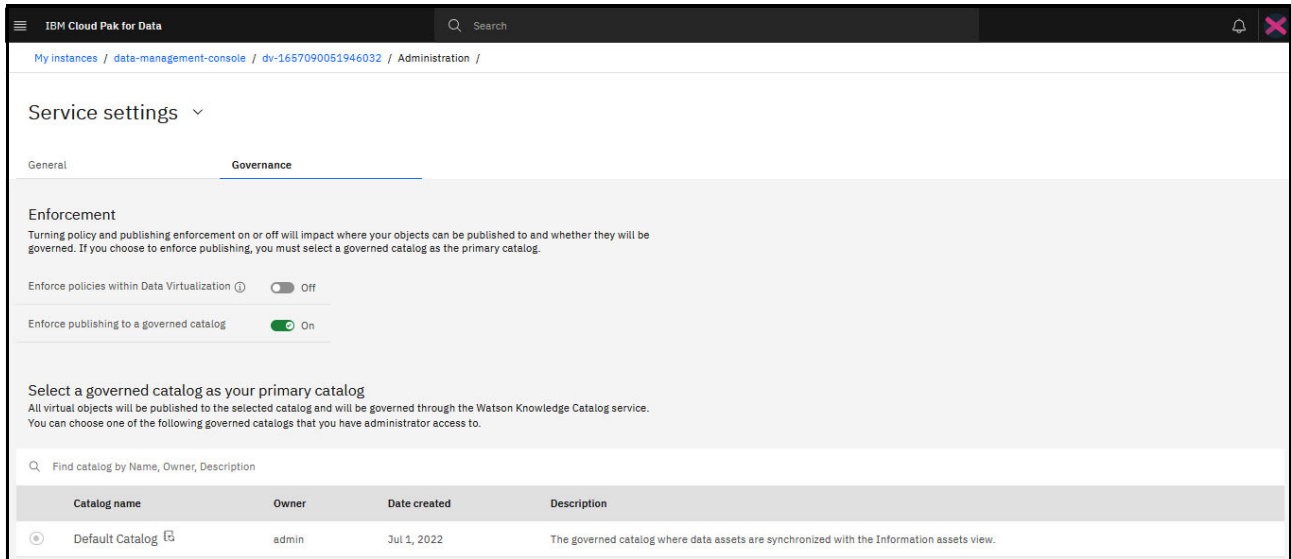 IBM Cloud Pak for Data
Search
My instances / data-management-console / dv-1657090051946032 / Administration /
Service settings
General Governance
Enforcement
Turning policy and publishing enforcement on or off will impact where your objects can be published to and whether they will be
governed. If you choose to enforce publishing, you must select a governed catalog as the primary catalog.
Enforce policies within Data Virtualization Off
Enforce publishing to a governed catalog On
Select a governed catalog as your primary catalog
All virtual objects will be published to the selected catalog and will be governed through the Watson Knowledge Catalog service.
You can choose one of the following governed catalogs that you have administrator access to.
Find catalog by Name, Owner, Description
Catalog name Owner Date created Description
Default Catalog admin Jul 1, 2022 The governed catalog where data assets are synchronized with the Information assets view.